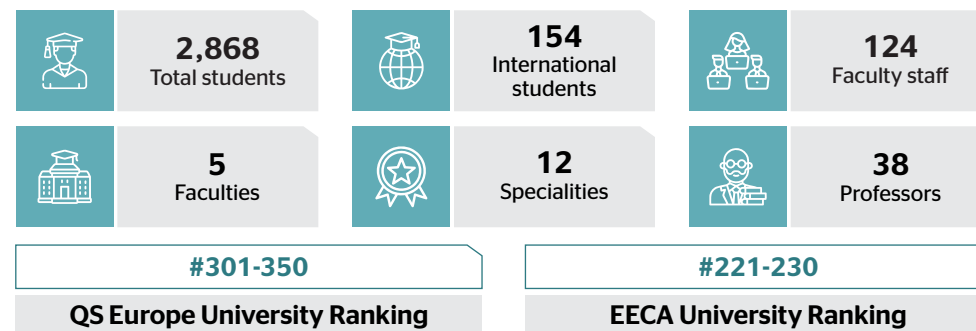 2,868
Total students
154
International
students
124
Faculty staff
5
Faculties
12
Specialities
38
Professors
#301-350
QS Europe University Ranking
#221-230
EECA University Ranking